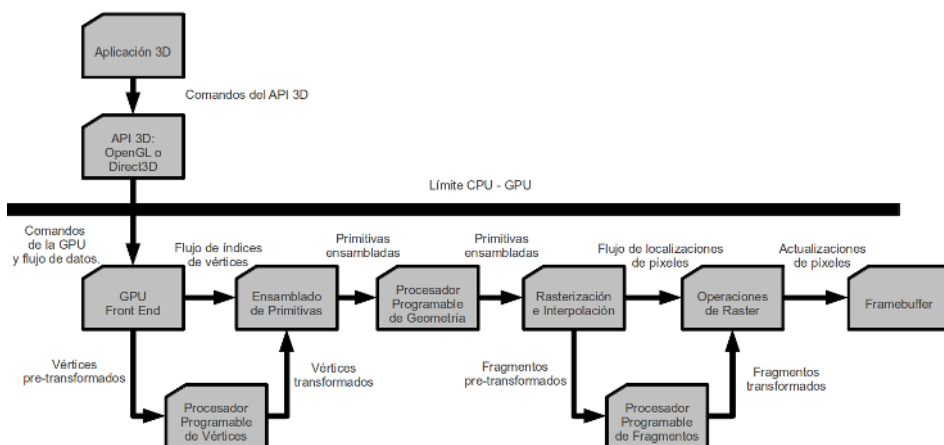 Aplicación 3D
Comandos del API 3D
API 3D:
OpenGL o
Direct3D
Límite CPU - GPU
Comandos
de la GPU
y flujo de datos.
Flujo de índices
de vértices
Primitivas
ensambladas
Primitivas
ensambladas
Flujo de localizaciones
de píxeles
Actualizaciones
de píxeles
GPU
Front End
Ensamblado
de Primitivas
Procesador
Programable
de Geometría
Rasterización
e Interpolación
Operaciones
de Raster
Framebuffer
Vértices
pre-transformados
Vértices
transformados
Fragmentos
pre-transformados
Fragmentos
transformados
Procesador
Programable
de Vértices
Procesador
Programable
de Fragmentos